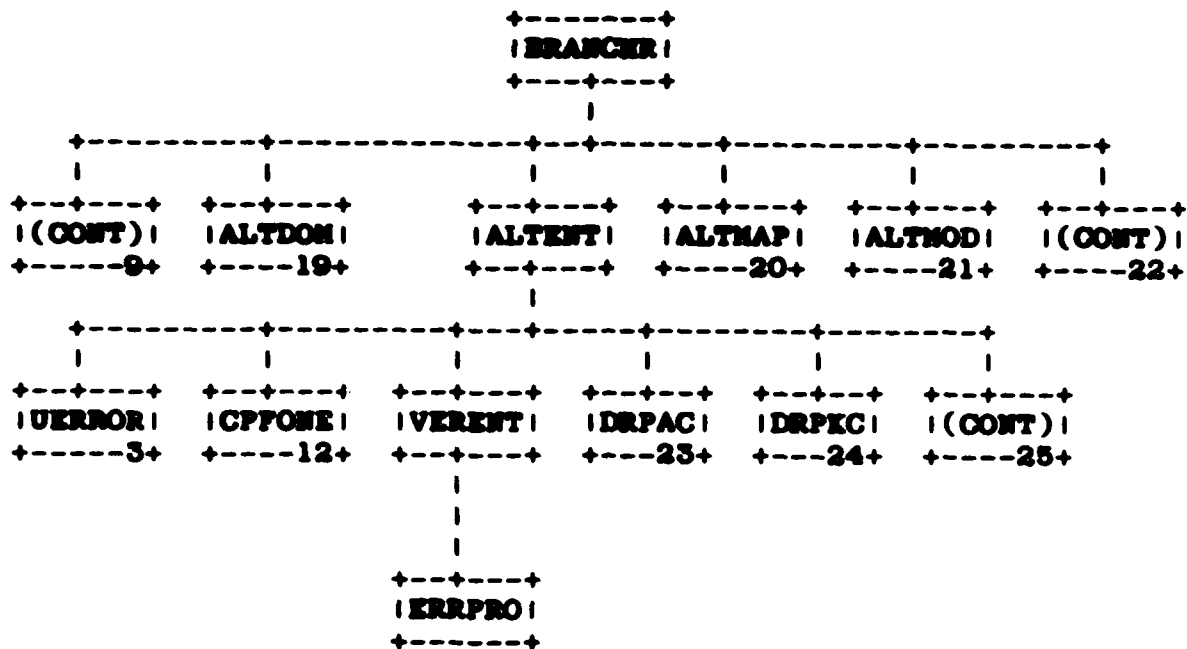 BRANCHR
(CONT) ALTDOM ALTENT ALTMAP ALTMOD (CONT)
9 19 20 21 22
UERROR CPFONE VERENT DRPAC DRPKC (CONT)
3 12 23 24 25
ERRPRO